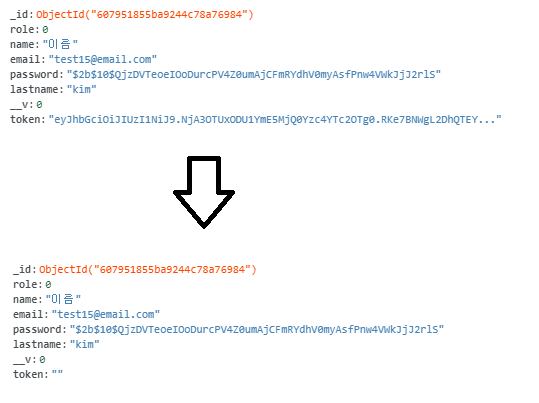 _id: ObjectId("607951855ba9244c78a76984")
role: 0
name: "이름"
email: "test15@email.com"
password: "$2b$10$QjzDVTeoeIOoDurcPV4Z0umAjCFmRYdhV0myAsfPnw4VWkJjJ2rlS"
lastname: "kim"
__v: 0
token: "eyJhbGciOiJIUzI1NiJ9.NjA3OTUxODU1YmE5MjQ0Yzc4YTc2OTg0.RKe7BNWgL2DhQTEY..."
_id: ObjectId("607951855ba9244c78a76984")
role: 0
name: "이름"
email: "test15@email.com"
password: "$2b$10$QjzDVTeoeIOoDurcPV4Z0umAjCFmRYdhV0myAsfPnw4VWkJjJ2rlS"
lastname: "kim"
__v: 0
token: ""